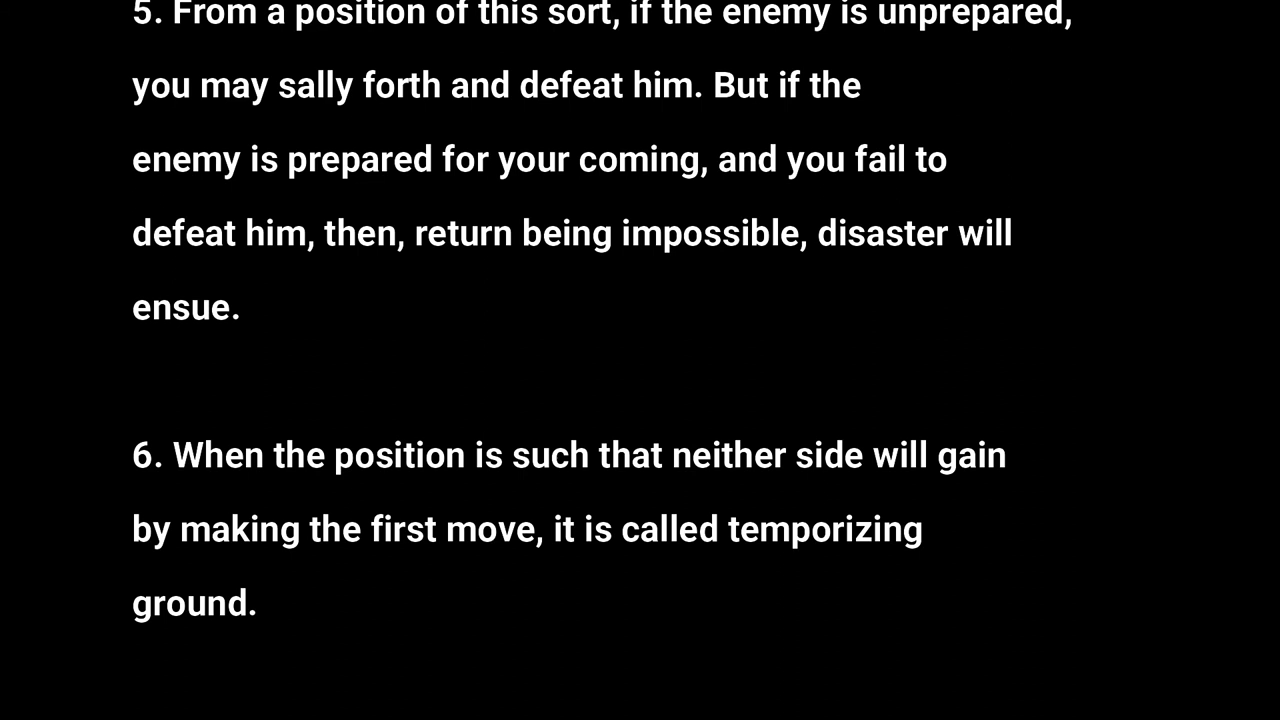 5. From a position of this sort, if the enemy is unprepared,
you may sally forth and defeat him. But if the
enemy is prepared for your coming, and you fail to
defeat him, then, return being impossible, disaster will
ensue.
6. When the position is such that neither side will gain
by making the first move, it is called temporizing
ground.